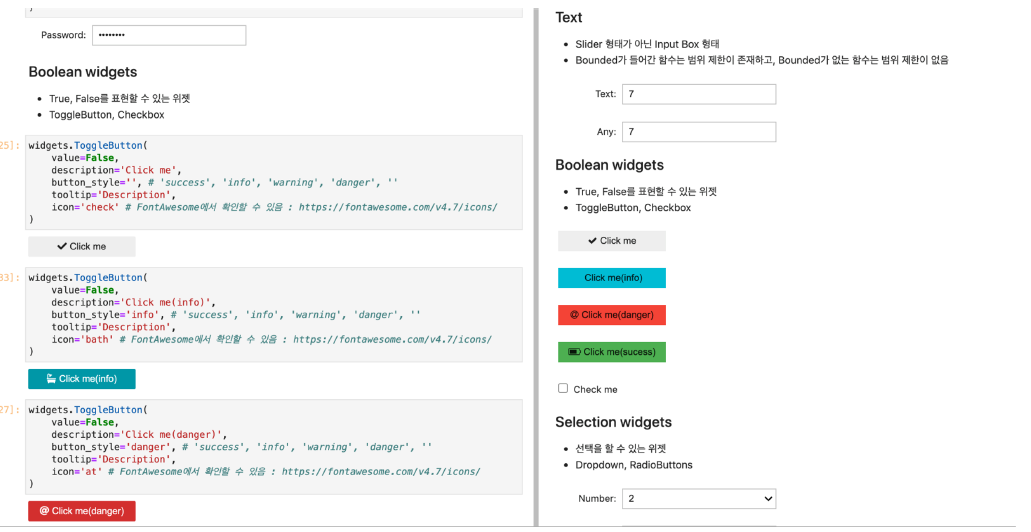 Password: ••••••••
Boolean widgets
• True, False를 표현할 수 있는 위젯
• ToggleButton, Checkbox
25]:
widgets.ToggleButton(
    value=False,
    description='Click me',
    button_style='', # 'success', 'info', 'warning', 'danger', ''
    tooltip='Description',
    icon='check' # FontAwesome에서 확인할 수 있음 : https://fontawesome.com/v4.7/icons/
)
Click me
33]:
widgets.ToggleButton(
    value=False,
    description='Click me(info)',
    button_style='info', # 'success', 'info', 'warning', 'danger', ''
    tooltip='Description',
    icon='bath' # FontAwesome에서 확인할 수 있음 : https://fontawesome.com/v4.7/icons/
)
Click me(info)
27]:
widgets.ToggleButton(
    value=False,
    description='Click me(danger)',
    button_style='danger', # 'success', 'info', 'warning', 'danger', ''
    tooltip='Description',
    icon='at' # FontAwesome에서 확인할 수 있음 : https://fontawesome.com/v4.7/icons/
)
@ Click me(danger)
Text
• Slider 형태가 아닌 Input Box 형태
• Bounded가 들어간 함수는 범위 제한이 존재하고, Bounded가 없는 함수는 범위 제한이 없음
Text: 7
Any: 7
Boolean widgets
• True, False를 표현할 수 있는 위젯
• ToggleButton, Checkbox
Click me
Click me(info)
@ Click me(danger)
Click me(sucess)
Check me
Selection widgets
• 선택을 할 수 있는 위젯
• Dropdown, RadioButtons
Number: 2